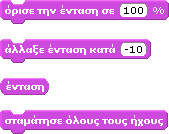 όρισε την ένταση σε 100 %
άλλαξε ένταση κατά -10
ένταση
σταμάτησε όλους τους ήχους